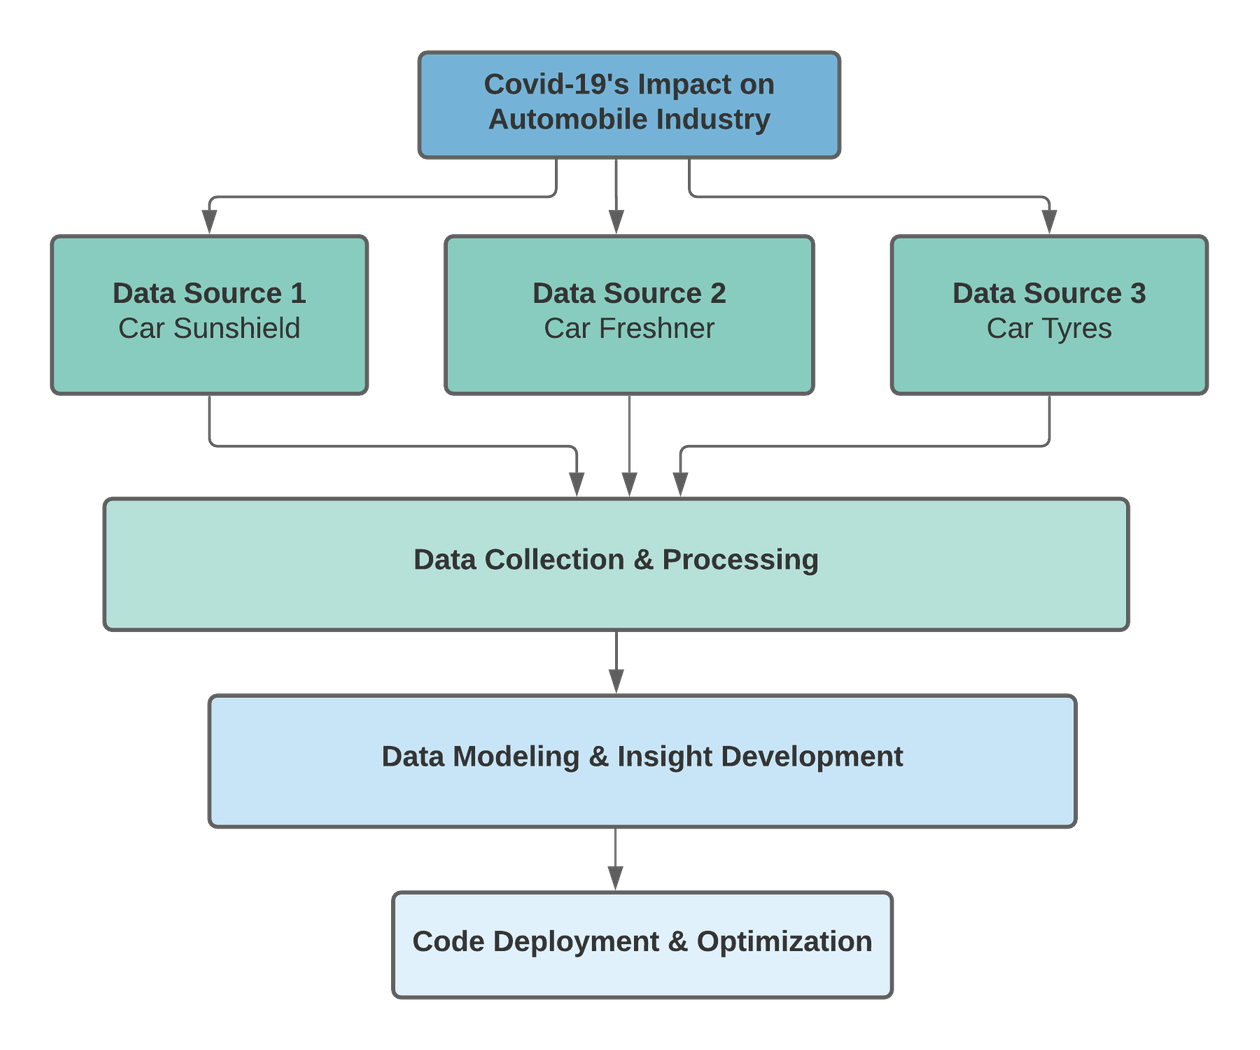 Covid-19's Impact on
Automobile Industry
Data Source 1
Car Sunshield
Data Source 2
Car Freshner
Data Source 3
Car Tyres
Data Collection & Processing
Data Modeling & Insight Development
Code Deployment & Optimization